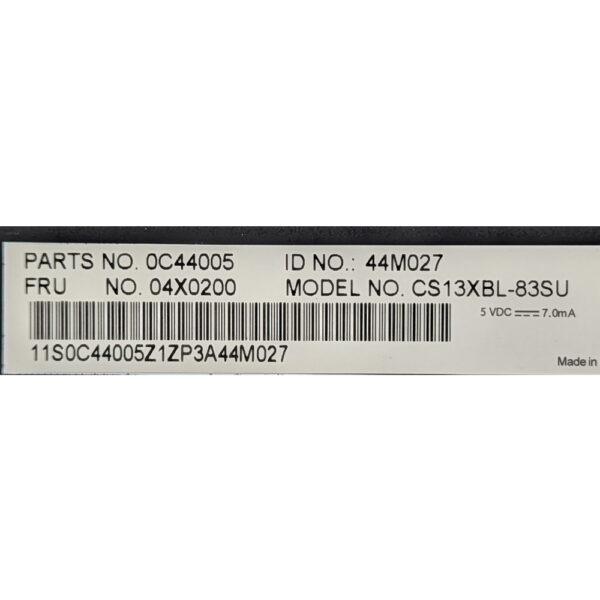 PARTS NO. 0C44005 ID NO.: 44M027
FRU NO. 04X0200 MODEL NO. CS13XBL-83SU
5 VDC ⎓ 7.0mA
11S0C44005Z1ZP3A44M027
Made in